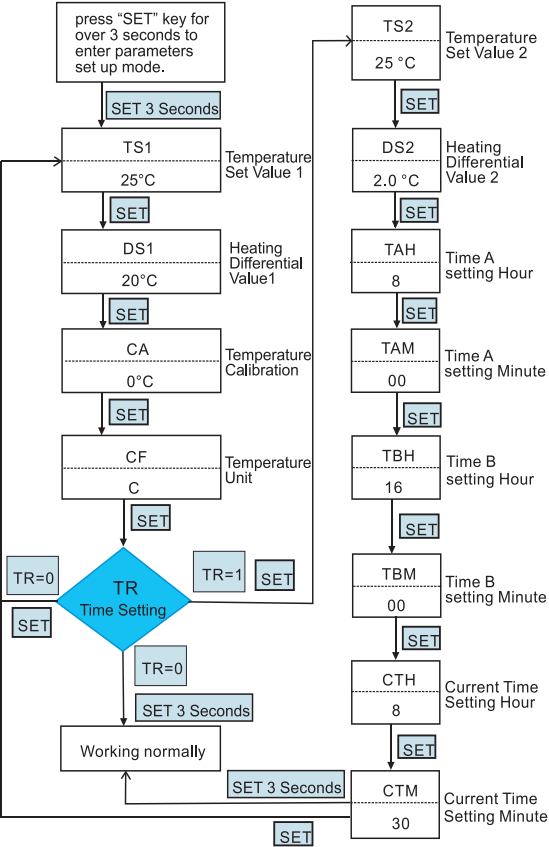 press “SET” key for
over 3 seconds to
enter parameters
set up mode.
SET 3 Seconds
TS1
25°C
Temperature
Set Value 1
SET
DS1
20°C
Heating
Differential
Value1
SET
CA
0°C
Temperature
Calibration
SET
CF
C
Temperature
Unit
SET
TR
Time Setting
TR=0
SET
TR=1
SET
TR=0
SET 3 Seconds
Working normally
TS2
25 °C
Temperature
Set Value 2
SET
DS2
2.0 °C
Heating
Differential
Value 2
SET
TAH
8
Time A
setting Hour
SET
TAM
00
Time A
setting Minute
SET
TBH
16
Time B
setting Hour
SET
TBM
00
Time B
setting Minute
SET
CTH
8
Current Time
Setting Hour
SET
CTM
30
Current Time
Setting Minute
SET 3 Seconds
SET